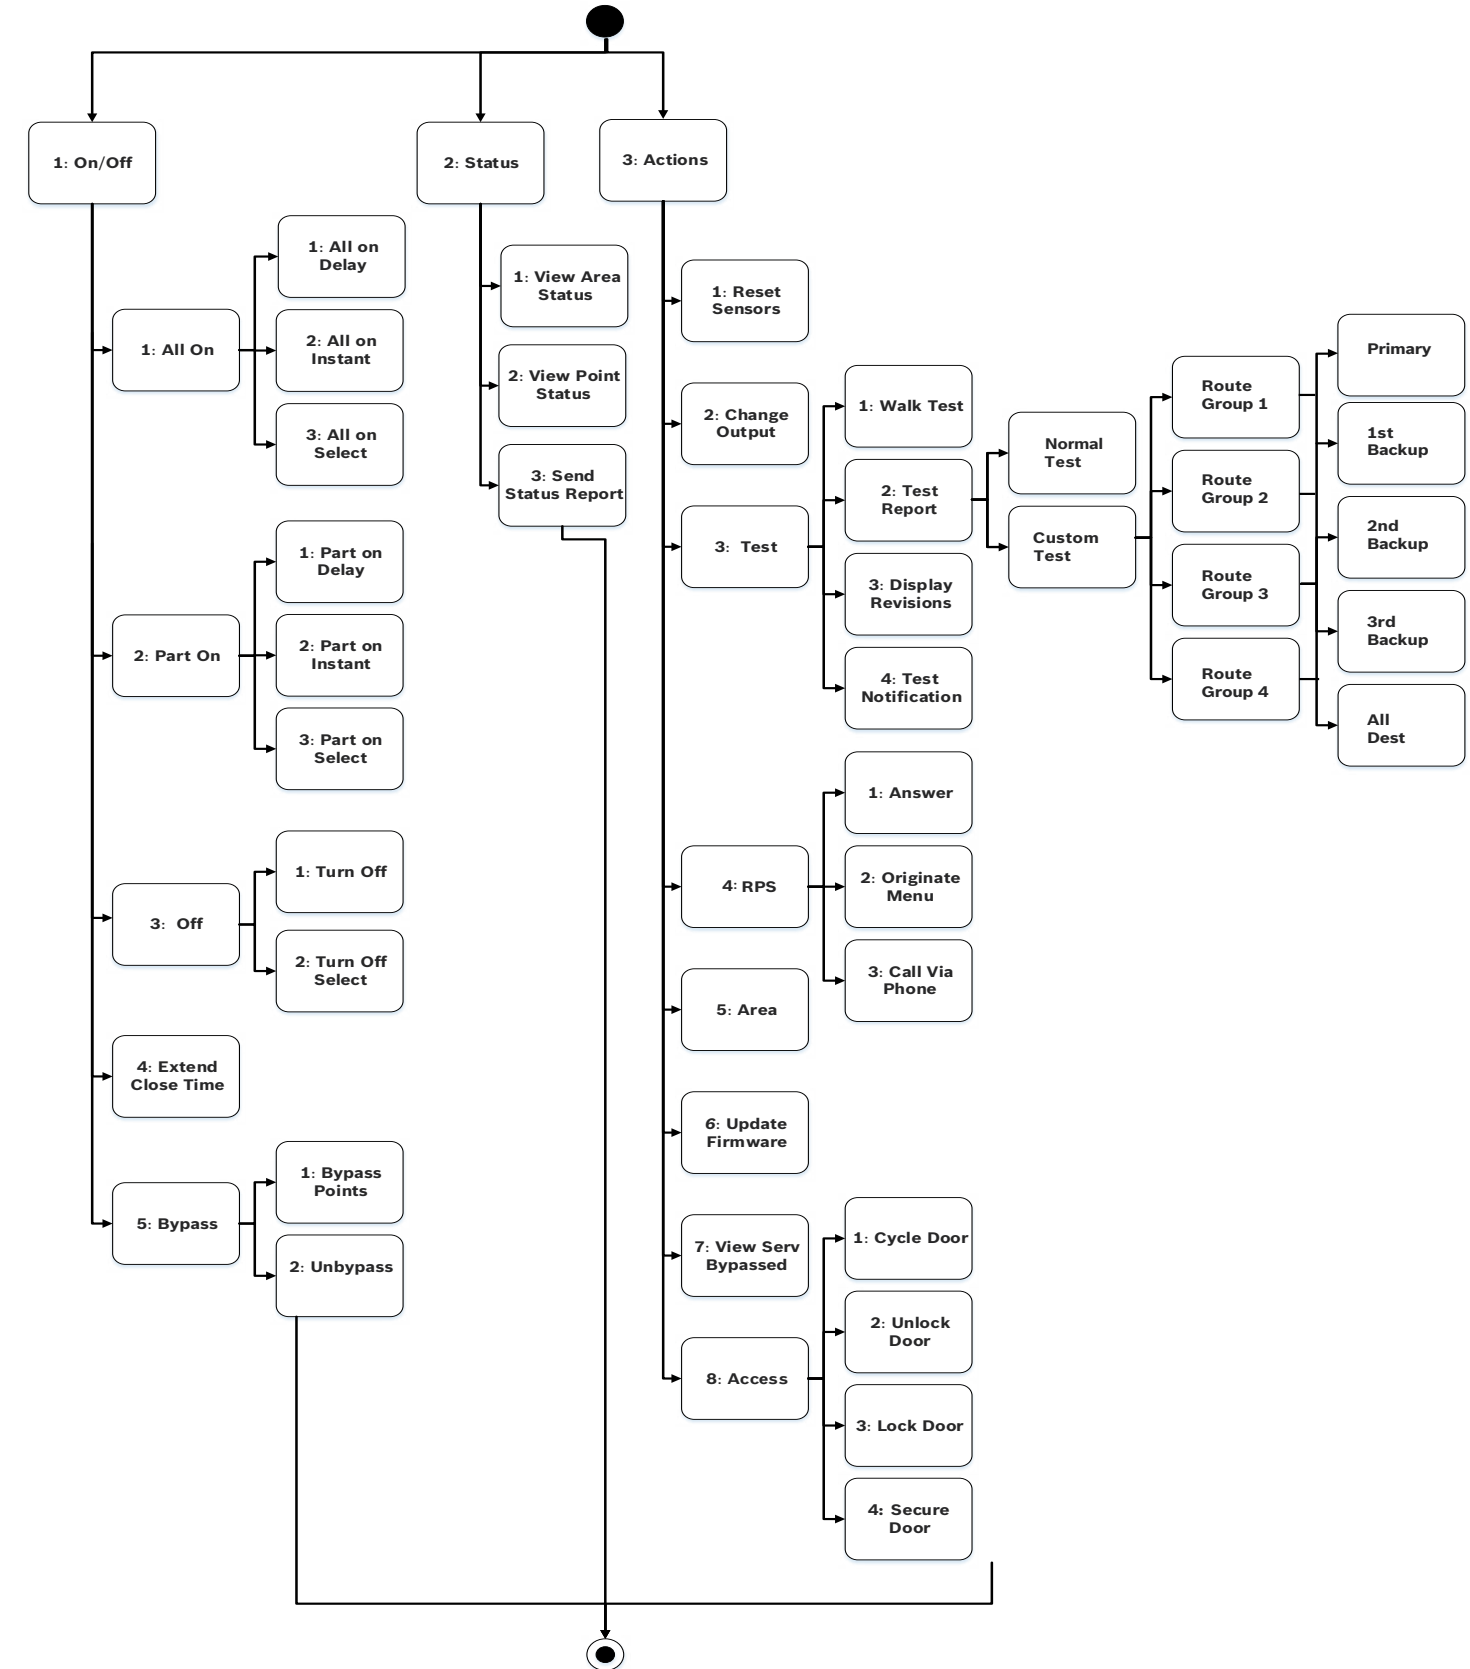 1: On/Off
2: Status
3: Actions
1: All On
1: All on
Delay
2: All on
Instant
3: All on
Select
2: Part On
1: Part on
Delay
2: Part on
Instant
3: Part on
Select
3: Off
1: Turn Off
2: Turn Off
Select
4: Extend
Close Time
5: Bypass
1: Bypass
Points
2: Unbypass
1: View Area
Status
2: View Point
Status
3: Send
Status Report
1: Reset
Sensors
2: Change
Output
3: Test
1: Walk Test
2: Test
Report
Normal
Test
Custom
Test
Route
Group 1
Route
Group 2
Route
Group 3
Route
Group 4
Primary
1st
Backup
2nd
Backup
3rd
Backup
All
Dest
3: Display
Revisions
4: Test
Notification
4: RPS
1: Answer
2: Originate
Menu
3: Call Via
Phone
5: Area
6: Update
Firmware
7: View Serv
Bypassed
8: Access
1: Cycle Door
2: Unlock
Door
3: Lock Door
4: Secure
Door